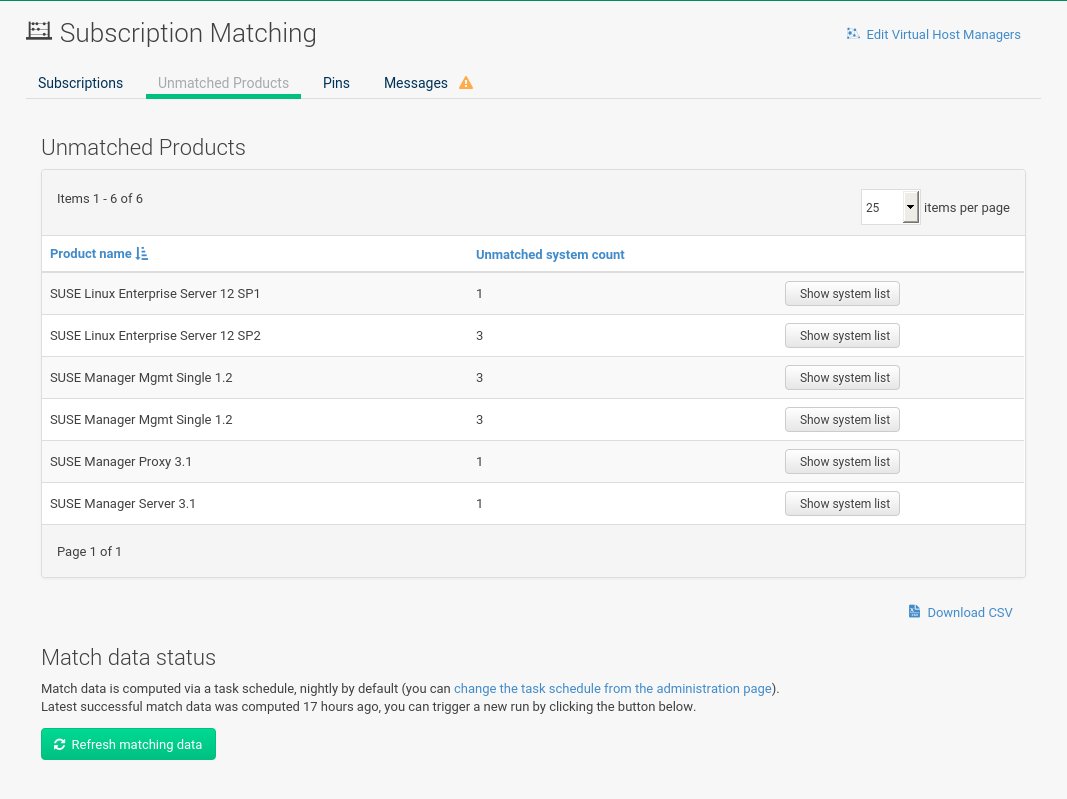 Subscription Matching
Edit Virtual Host Managers
Subscriptions Unmatched Products Pins Messages
Unmatched Products
Items 1 - 6 of 6
25 items per page
Product name Unmatched system count
SUSE Linux Enterprise Server 12 SP1 1 Show system list
SUSE Linux Enterprise Server 12 SP2 3 Show system list
SUSE Manager Mgmt Single 1.2 3 Show system list
SUSE Manager Mgmt Single 1.2 3 Show system list
SUSE Manager Proxy 3.1 1 Show system list
SUSE Manager Server 3.1 1 Show system list
Page 1 of 1
Download CSV
Match data status
Match data is computed via a task schedule, nightly by default (you can change the task schedule from the administration page).
Latest successful match data was computed 17 hours ago, you can trigger a new run by clicking the button below.
Refresh matching data